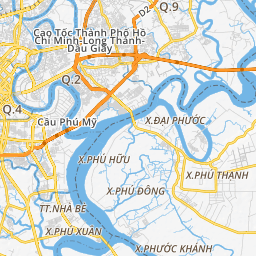 Q.9
D2
Cao Tốc Thành Phố Hồ
Chí Minh-Long Thành-
Dầu Giây
Q.2
Q.4
Cầu Phú Mỹ
X.ĐẠI PHƯỚC
X.PHÚ HỮU
X.PHÚ THẠNH
X.PHÚ ĐÔNG
TT.NHÀ BÈ
X.PHÚ XUÂN
X.PHƯỚC KHÁNH